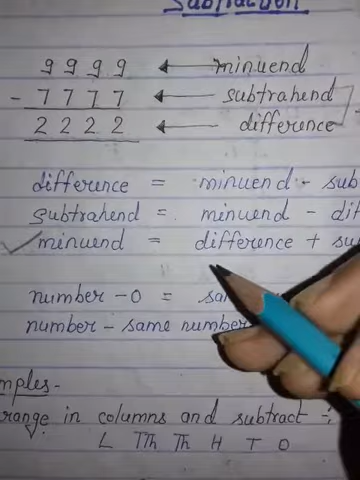 Subtraction
9 9 9 9 ← minuend
- 7 7 7 7 ← subtrahend
2 2 2 2 ← difference
difference = minuend - sub
subtrahend = minuend - dif
✓ minuend = difference + su
number - 0 = sa
number - same number
mples-
range in columns and subtract -:
L TTh Th H T O